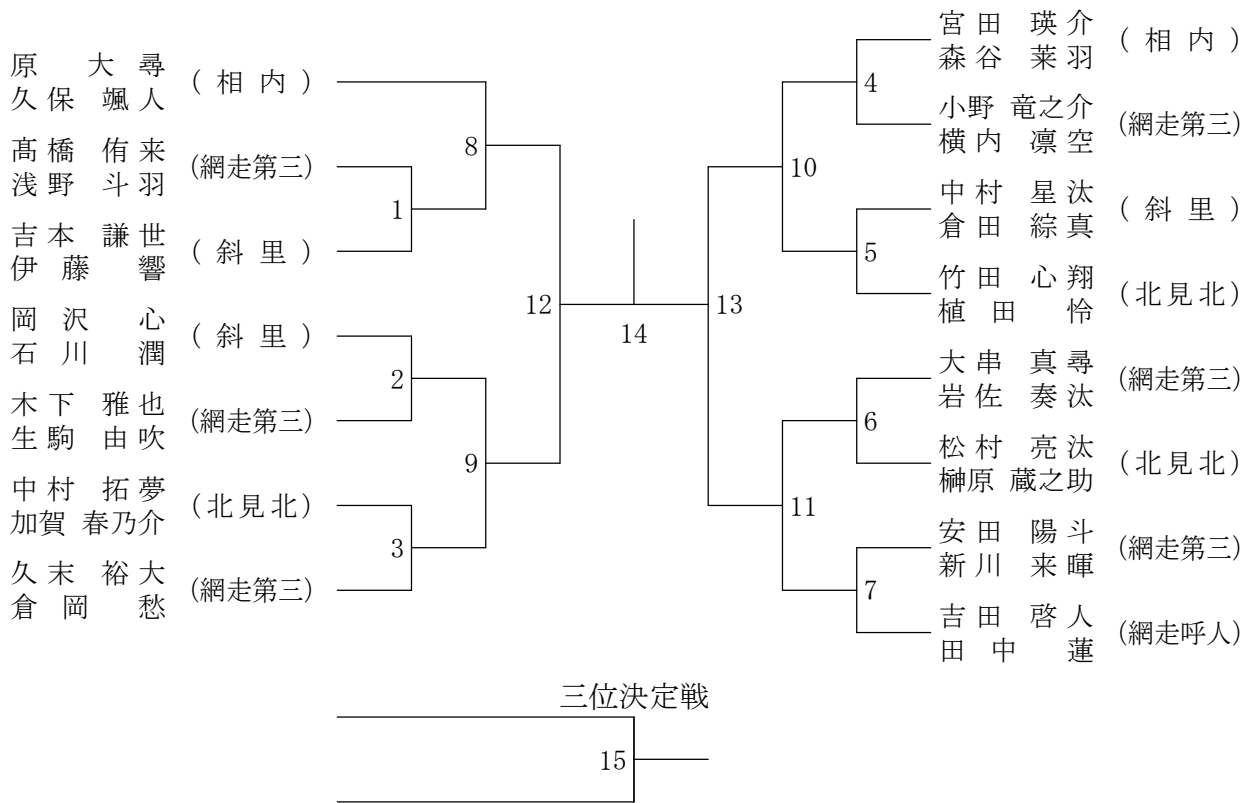 原 大尋
久保 颯人
(相内)
髙橋 侑来
浅野 斗羽
(網走第三)
吉本 謙世
伊藤 響
(斜里)
岡沢 心
石川 潤
(斜里)
木下 雅也
生駒 由吹
(網走第三)
中村 拓夢
加賀 春乃介
(北見北)
久末 裕大
倉岡 愁
(網走第三)
1
2
3
8
9
12
14
13
10
11
4
5
6
7
宮田 瑛介
森谷 莱羽
(相内)
小野 竜之介
横内 凛空
(網走第三)
中村 星汰
倉田 綜真
(斜里)
竹田 心翔
植田 怜
(北見北)
大串 真尋
岩佐 奏汰
(網走第三)
松村 亮汰
榊原 蔵之助
(北見北)
安田 陽斗
新川 来暉
(網走第三)
吉田 啓人
田中 蓮
(網走呼人)
三位決定戦
15